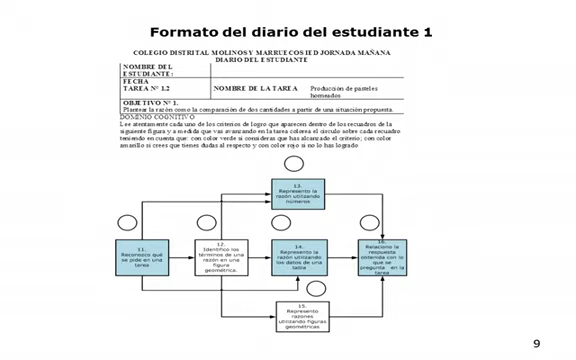 Formato del diario del estudiante 1
COLEGIO DISTRITAL MOLINOS Y MARRUECOS IED JORNADA MAÑANA
DIARIO DEL ESTUDIANTE
NOMBRE DEL
ESTUDIANTE:
FECHA
TAREA Nº 1.2
NOMBRE DE LA TAREA
Producción de pasteles
horneados
OBJETIVO Nº 1.
Plantear la razón como la comparación de dos cantidades a partir de una situación propuesta.
DOMINIO COGNITIVO
Lee atentamente cada uno de los criterios de logro que aparecen dentro de los recuadros de la
siguiente figura y a medida que vas avanzando en la tarea colorea el círculo sobre cada recuadro
teniendo en cuenta que: con color verde si consideras que has alcanzado el criterio; con color
amarillo si crees que tienes dudas al respecto y con color rojo si no lo has logrado
13.
Represento la
razón utilizando
números
11.
Reconozco qué
se pide en una
tarea
12.
Identifico los
términos de una
razón en una
figura
geométrica.
14.
Represento la
razón utilizando
los datos de una
tabla
16.
Relaciono la
respuesta
obtenida con lo
que se
pregunta en la
tarea
15.
Represento
razones
utilizando figuras
geométricas
9